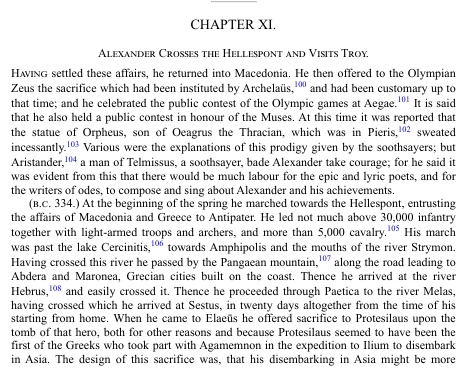 CHAPTER XI.
ALEXANDER CROSSES THE HELLESPONT AND VISITS TROY.
HAVING settled these affairs, he returned into Macedonia. He then offered to the Olympian
Zeus the sacrifice which had been instituted by Archelaüs,100 and had been customary up to
that time; and he celebrated the public contest of the Olympic games at Aegae.101 It is said
that he also held a public contest in honour of the Muses. At this time it was reported that
the statue of Orpheus, son of Oeagrus the Thracian, which was in Pieris,102 sweated
incessantly.103 Various were the explanations of this prodigy given by the soothsayers; but
Aristander,104 a man of Telmissus, a soothsayer, bade Alexander take courage; for he said it
was evident from this that there would be much labour for the epic and lyric poets, and for
the writers of odes, to compose and sing about Alexander and his achievements.
(B.C. 334.) At the beginning of the spring he marched towards the Hellespont, entrusting
the affairs of Macedonia and Greece to Antipater. He led not much above 30,000 infantry
together with light-armed troops and archers, and more than 5,000 cavalry.105 His march
was past the lake Cercinitis,106 towards Amphipolis and the mouths of the river Strymon.
Having crossed this river he passed by the Pangaean mountain,107 along the road leading to
Abdera and Maronea, Grecian cities built on the coast. Thence he arrived at the river
Hebrus,108 and easily crossed it. Thence he proceeded through Paetica to the river Melas,
having crossed which he arrived at Sestus, in twenty days altogether from the time of his
starting from home. When he came to Elaeūs he offered sacrifice to Protesilaus upon the
tomb of that hero, both for other reasons and because Protesilaus seemed to have been the
first of the Greeks who took part with Agamemnon in the expedition to Ilium to disembark
in Asia. The design of this sacrifice was, that his disembarking in Asia might be more